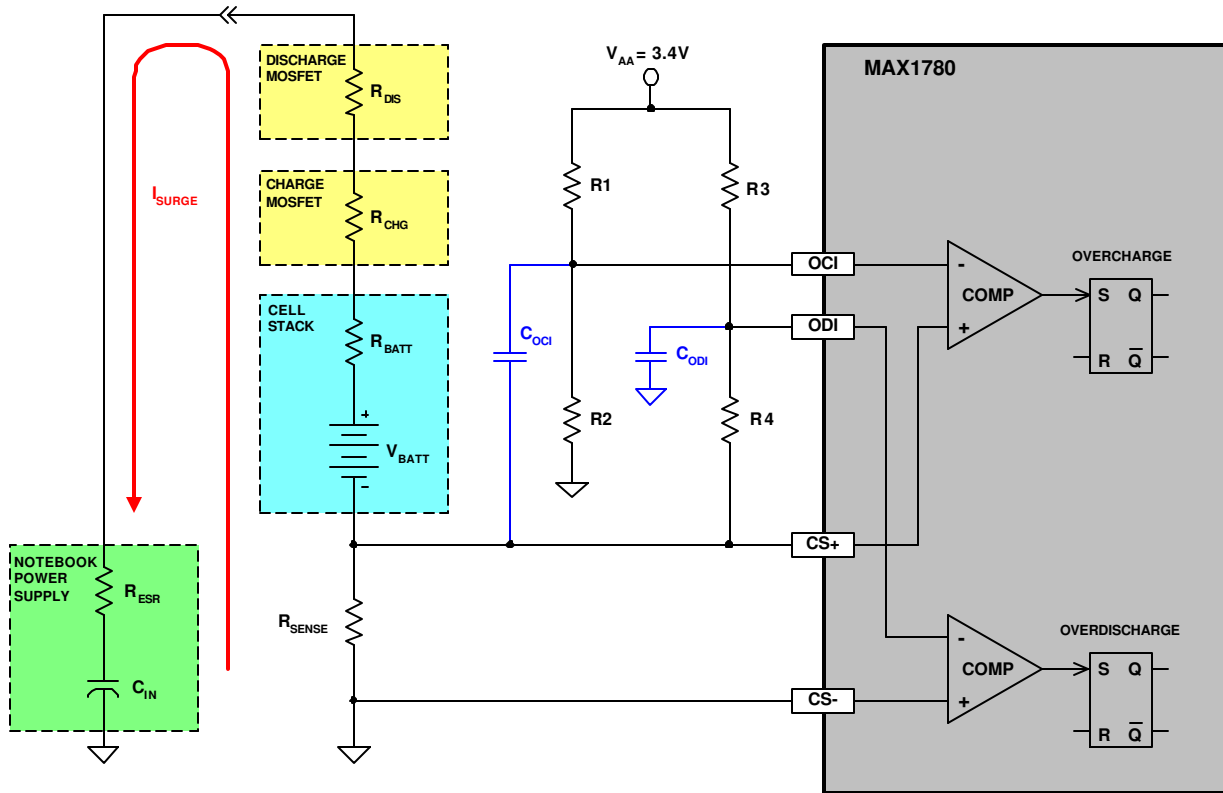 DISCHARGE
MOSFET
R_DIS
CHARGE
MOSFET
R_CHG
I_SURGE
CELL
STACK
R_BATT
+
V_BATT
-
NOTEBOOK
POWER
SUPPLY
R_ESR
C_IN
R_SENSE
V_AA = 3.4V
R1
R3
C_OCI
C_ODI
R2
R4
MAX1780
OCI
ODI
CS+
CS-
-
COMP
+
OVERCHARGE
S Q
R Q̅
-
COMP
+
OVERDISCHARGE
S Q
R Q̅